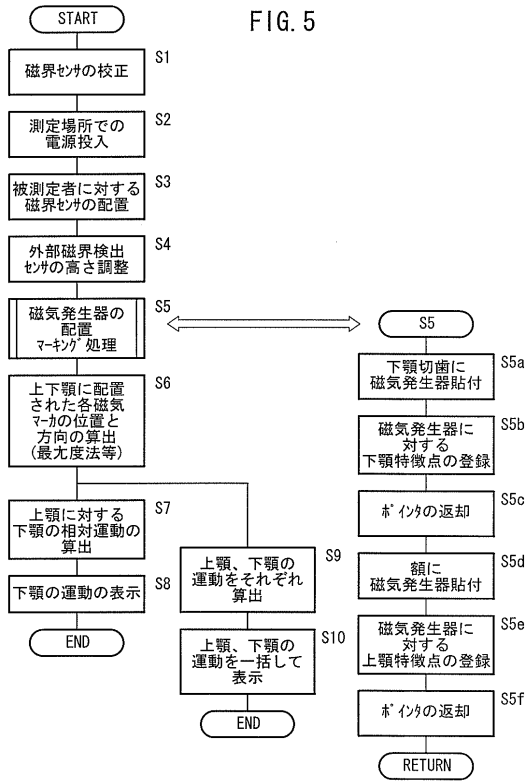 FIG. 5
START
S1
磁界ｾﾝｻの校正
S2
測定場所での
電源投入
S3
被測定者に対する
磁界ｾﾝｻの配置
S4
外部磁界検出
ｾﾝｻの高さ調整
S5
磁気発生器の
配置
ﾏｰｷﾝｸﾞ処理
S6
上下顎に配置
された各磁気
ﾏｰｶの位置と
方向の算出
(最尤度法等)
S7
上顎に対する
下顎の相対運動の
算出
S8
下顎の運動の表示
END
S9
上顎、下顎の
運動をそれぞれ
算出
S10
上顎、下顎の
運動を一括して
表示
END
S5
S5a
下顎切歯に
磁気発生器貼付
S5b
磁気発生器に
対する
下顎特徴点の登録
S5c
ﾎﾟｲﾝﾀの返却
S5d
額に
磁気発生器貼付
S5e
磁気発生器に
対する
上顎特徴点の登録
S5f
ﾎﾟｲﾝﾀの返却
RETURN